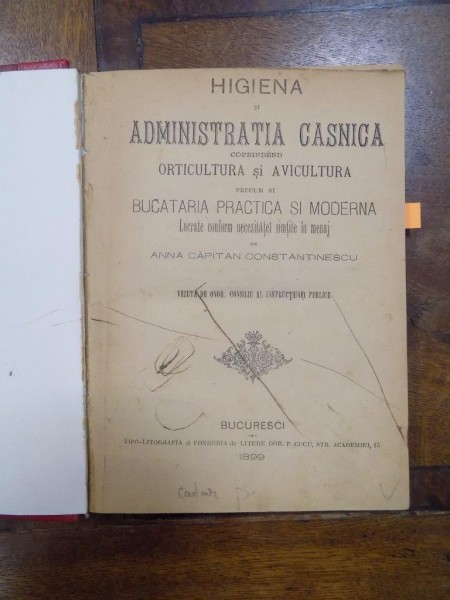 HIGIENA
ȘI
ADMINISTRATIA CASNICA
COPRINDÊND
ORTICULTURA ȘI AVICULTURA
PRECUM SI
BUCATARIA PRACTICA SI MODERNA
Lucrate conform necesităței simțite în menaj
DE
ANNA CĂPITAN CONSTANTINESCU
VĔZUTĂ DE ONOR. CONSILIU AL INSTRUCȚIUNEI PUBLICE
BUCURESCI
TIPO-LITOGRAFIA și FONDERIA de LITERE DOR. P. CUCU, STR. ACADEMIEI, 15
1899